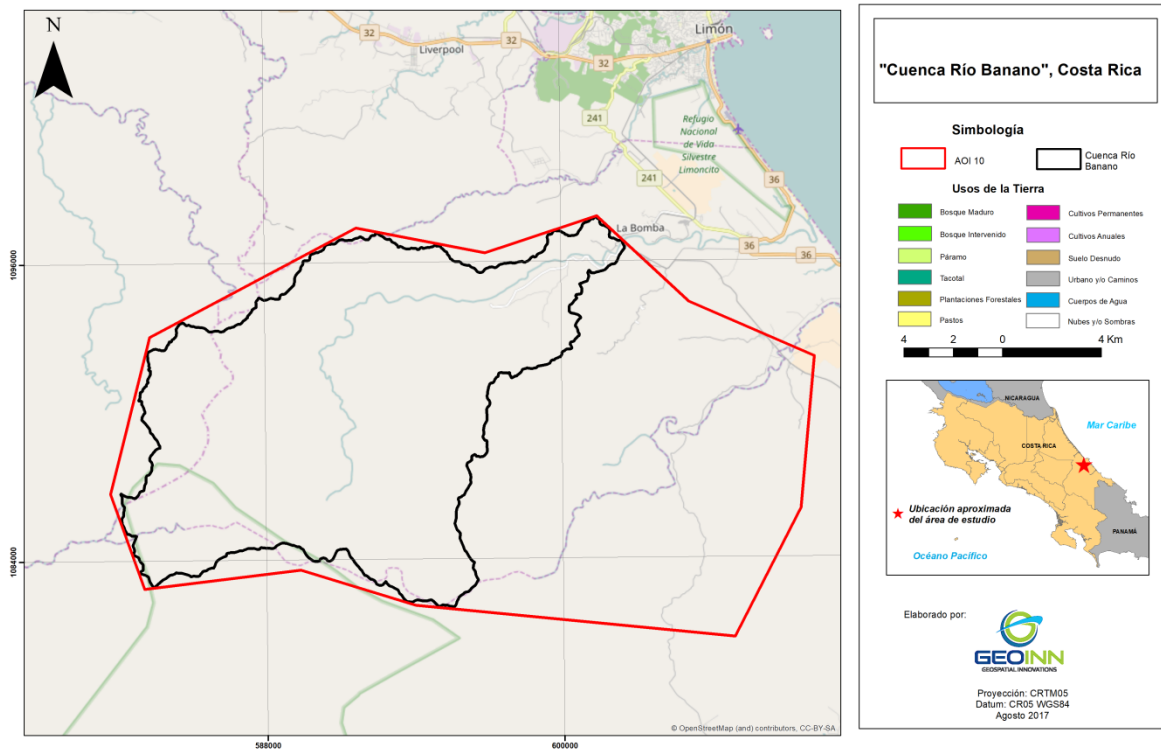 N
32
Liverpool
32
Limón
32
241
Refugio
Nacional
de Vida
Silvestre
Limoncito
241
36
La Bomba
36
36
1096000
1084000
588000
600000
© OpenStreetMap (and) contributors, CC-BY-SA
"Cuenca Río Banano", Costa Rica
Simbología
AOI 10
Cuenca Río
Banano
Usos de la Tierra
Bosque Maduro
Cultivos Permanentes
Bosque Intervenido
Cultivos Anuales
Páramo
Suelo Desnudo
Tacotal
Urbano y/o Caminos
Plantaciones Forestales
Cuerpos de Agua
Pastos
Nubes y/o Sombras
4 2 0 4 Km
NICARAGUA
Mar Caribe
COSTA RICA
Ubicación aproximada
del área de estudio
PANAMÁ
Océano Pacífico
Elaborado por:
GEOINN
GEOSPATIAL INNOVATIONS
Proyección: CRTM05
Datum: CR05 WGS84
Agosto 2017